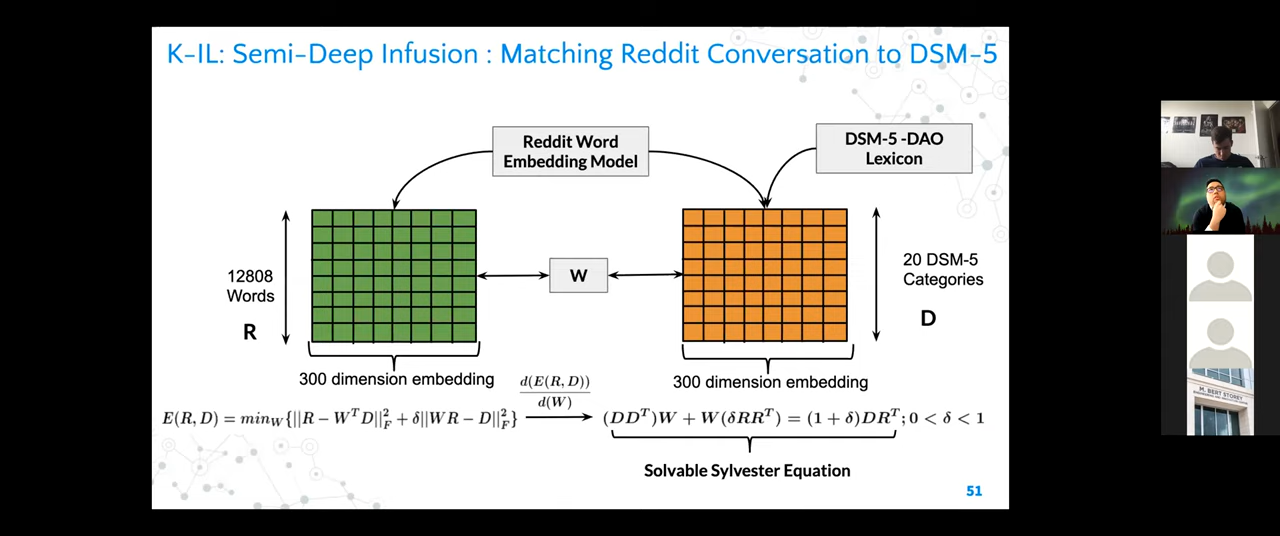 K-IL: Semi-Deep Infusion : Matching Reddit Conversation to DSM-5
Reddit Word
Embedding Model
DSM-5 -DAO
Lexicon
12808
Words
R
W
20 DSM-5
Categories
D
300 dimension embedding
300 dimension embedding
E(R, D) = min_W{||R − W^T D||_F^2 + δ||WR − D||_F^2}
d(E(R, D))
d(W)
(DD^T)W + W(δRR^T) = (1 + δ)DR^T; 0 < δ < 1
Solvable Sylvester Equation
51
M. BERT STOREY